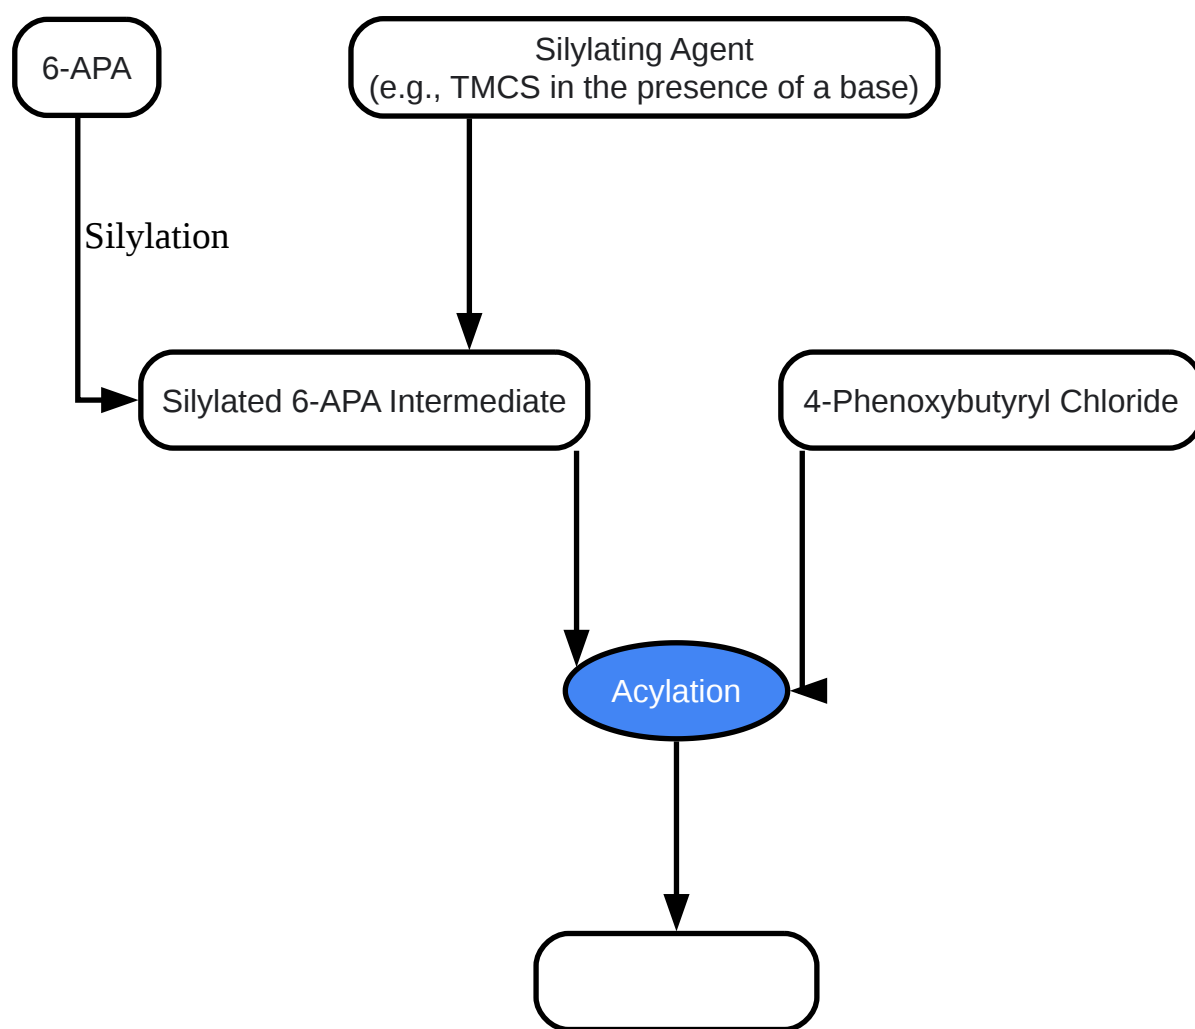 6-APA
Silylating Agent
(e.g., TMCS in the presence of a base)
Silylation
Silylated 6-APA Intermediate
4-Phenoxybutyryl Chloride
Acylation